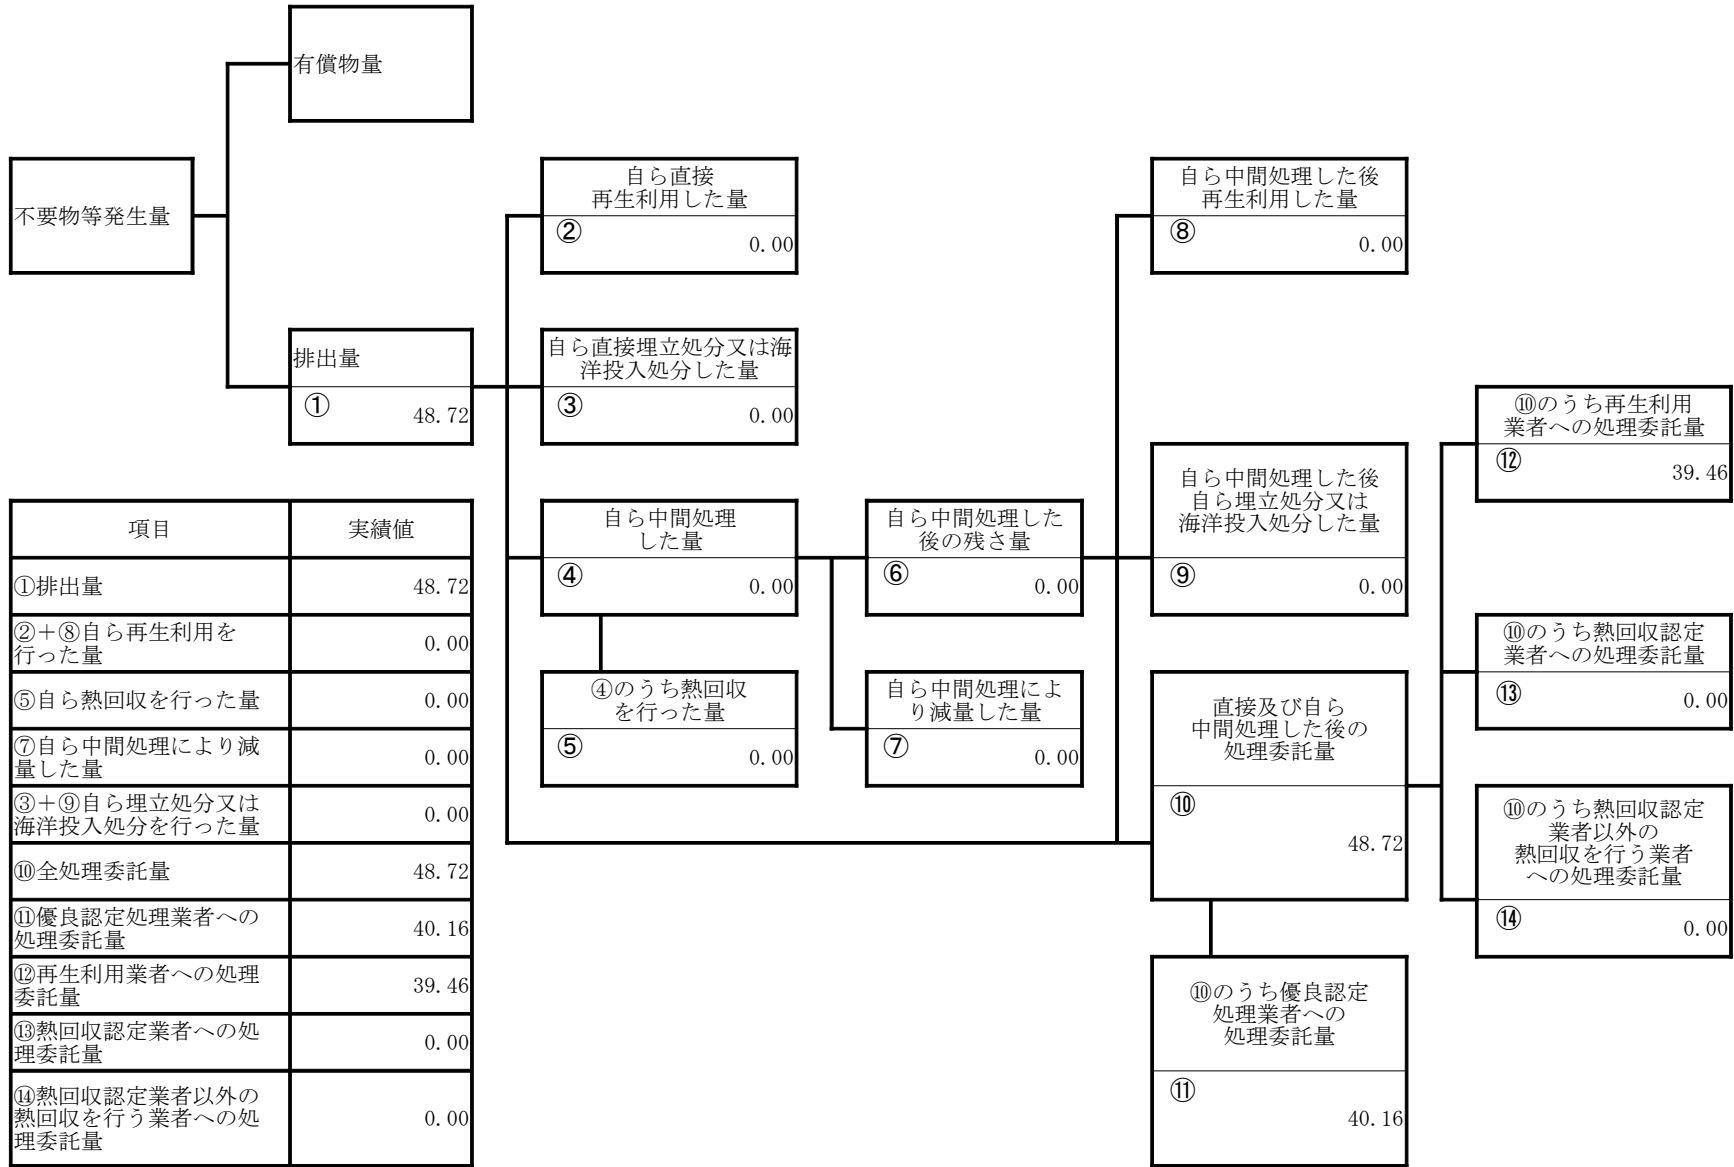 有償物量
不要物等発生量
排出量
① 48.72
自ら直接
再生利用した量
② 0.00
自ら直接埋立処分又は海
洋投入処分した量
③ 0.00
自ら中間処理
した量
④ 0.00
④のうち熱回収
を行った量
⑤ 0.00
自ら中間処理した
後の残さ量
⑥ 0.00
自ら中間処理によ
り減量した量
⑦ 0.00
自ら中間処理した後
再生利用した量
⑧ 0.00
自ら中間処理した後
自ら埋立処分又は
海洋投入処分した量
⑨ 0.00
直接及び自ら
中間処理した後の
処理委託量
⑩
48.72
⑩のうち優良認定
処理業者への
処理委託量
⑪
40.16
⑩のうち再生利用
業者への処理委託量
⑫ 39.46
⑩のうち熱回収認定
業者への処理委託量
⑬ 0.00
⑩のうち熱回収認定
業者以外の
熱回収を行う業者
への処理委託量
⑭ 0.00
項目 実績値
①排出量 48.72
②+⑧自ら再生利用を
行った量 0.00
⑤自ら熱回収を行った量 0.00
⑦自ら中間処理により減
量した量 0.00
③+⑨自ら埋立処分又は
海洋投入処分を行った量 0.00
⑩全処理委託量 48.72
⑪優良認定処理業者への
処理委託量 40.16
⑫再生利用業者への処理
委託量 39.46
⑬熱回収認定業者への処
理委託量 0.00
⑭熱回収認定業者以外の
熱回収を行う業者への処
理委託量 0.00